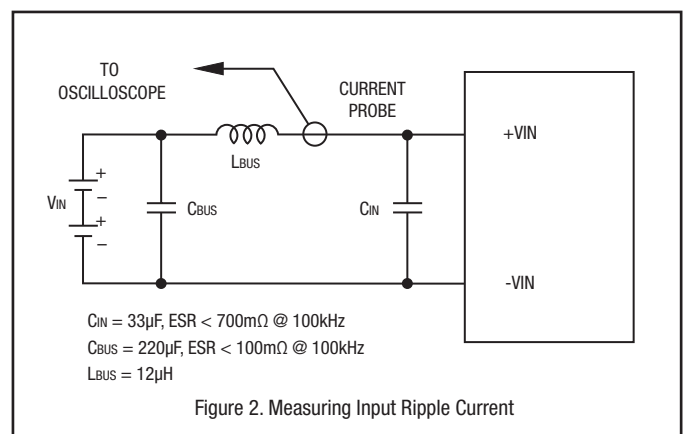 TO
OSCILLOSCOPE
CURRENT
PROBE
+VIN
LBUS
VIN
+
−
+
−
CBUS
CIN
-VIN
CIN = 33µF, ESR < 700mΩ @ 100kHz
CBUS = 220µF, ESR < 100mΩ @ 100kHz
LBUS = 12µH
Figure 2. Measuring Input Ripple Current